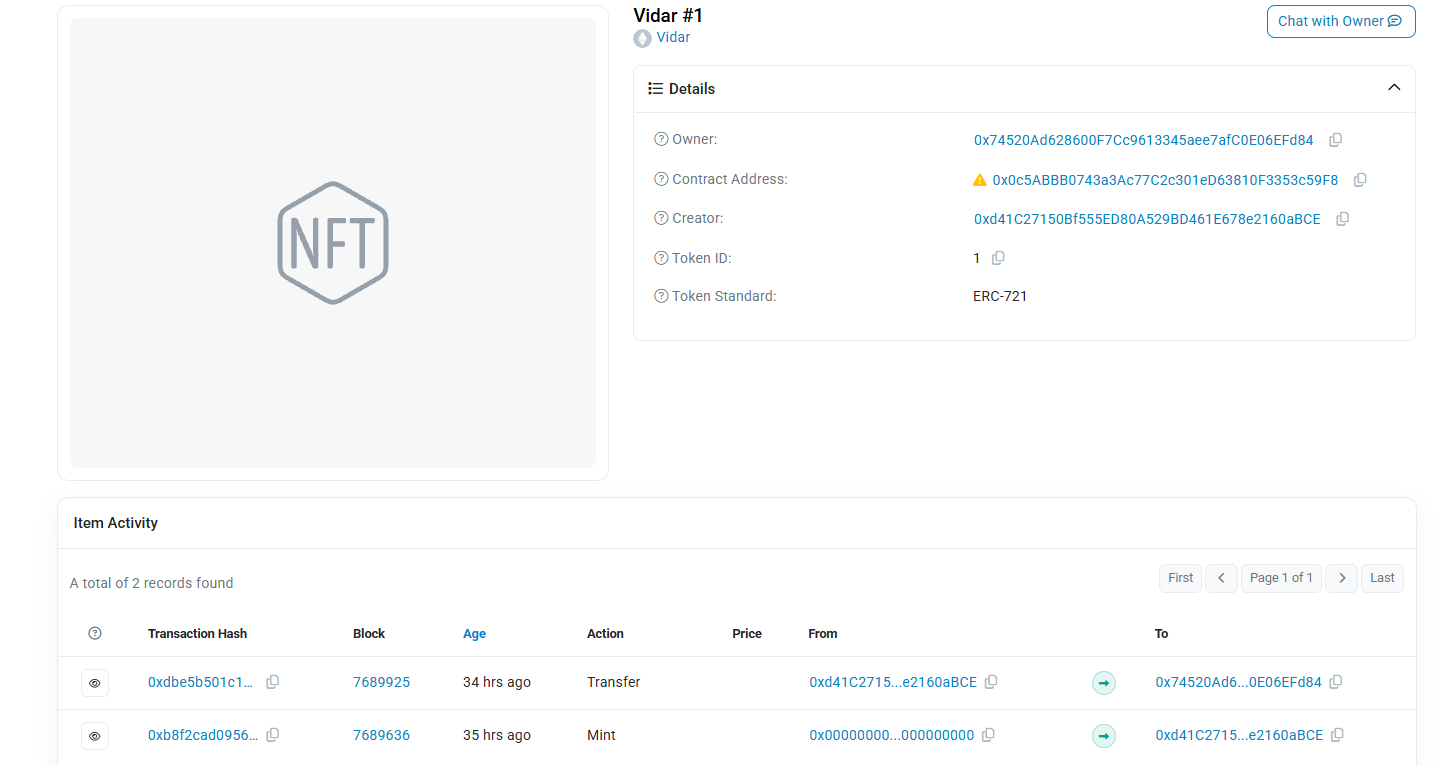 NFT
Vidar #1
Vidar
Chat with Owner
Details
Owner: 0x74520Ad628600F7Cc9613345aee7afC0E06EFd84
Contract Address: 0x0c5ABBB0743a3Ac77C2c301eD63810F3353c59F8
Creator: 0xd41C27150Bf555ED80A529BD461E678e2160aBCE
Token ID: 1
Token Standard: ERC-721
Item Activity
A total of 2 records found
First Page 1 of 1 Last
Transaction Hash Block Age Action Price From To
0xdbe5b501c1... 7689925 34 hrs ago Transfer 0xd41C2715...e2160aBCE 0x74520Ad6...0E06EFd84
0xb8f2cad0956... 7689636 35 hrs ago Mint 0x00000000...000000000 0xd41C2715...e2160aBCE